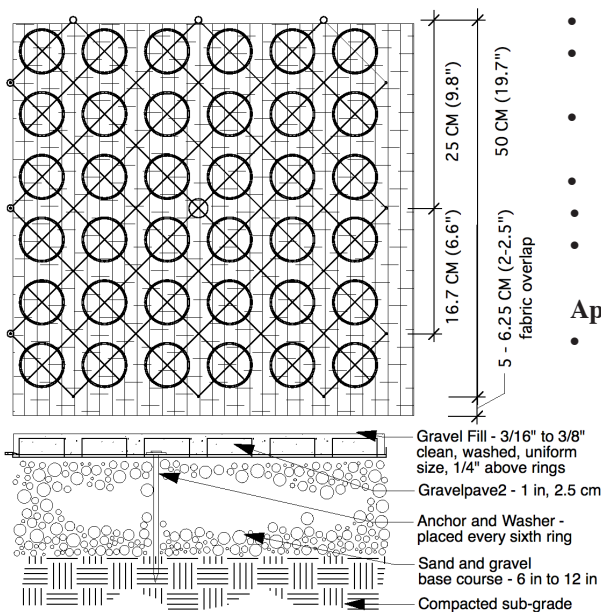 25 CM (9.8")
50 CM (19.7")
16.7 CM (6.6")
5 - 6.25 CM (2-2.5")
fabric overlap
Ap
Gravel Fill - 3/16" to 3/8"
clean, washed, uniform
size, 1/4" above rings
Gravelpave2 - 1 in, 2.5 cm
Anchor and Washer -
placed every sixth ring
Sand and gravel
base course - 6 in to 12 in
Compacted sub-grade